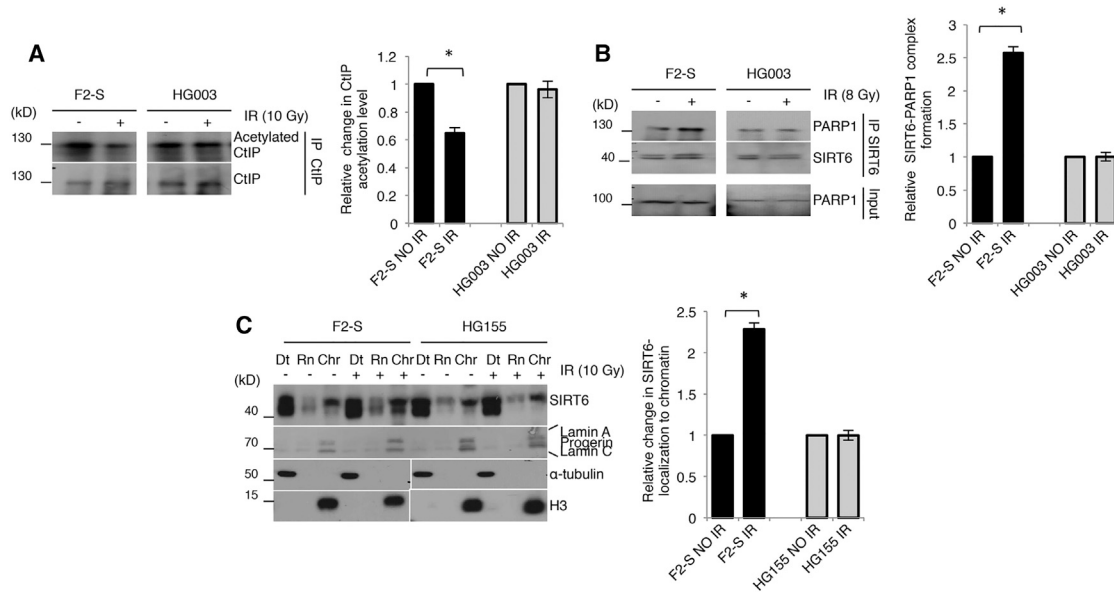 A
F2-S HG003
(kD)
- + - + IR (10 Gy)
130 Acetylated
CtIP
130 CtIP
IP CtIP
Relative change in CtIP
acetylation level
1.2
1
0.8
0.6
0.4
0.2
0
*
F2-S NO IR
F2-S IR
HG003 NO IR
HG003 IR
B
F2-S HG003
(kD)
- + - + IR (8 Gy)
130 PARP1
40 SIRT6
IP SIRT6
100 PARP1
Input
Relative SIRT6-PARP1 complex
formation
3
2.5
2
1.5
1
0.5
0
*
F2-S NO IR
F2-S IR
HG003 NO IR
HG003 IR
C
F2-S HG155
Dt Rn Chr Dt Rn Chr Dt Rn Chr Dt Rn Chr
- - - + + + - - - + + + IR (10 Gy)
(kD)
40 SIRT6
Lamin A
70 Progerin
Lamin C
50 α-tubulin
15 H3
Relative change in SIRT6-
localization to chromatin
2.5
2
1.5
1
0.5
0
*
F2-S NO IR
F2-S IR
HG155 NO IR
HG155 IR